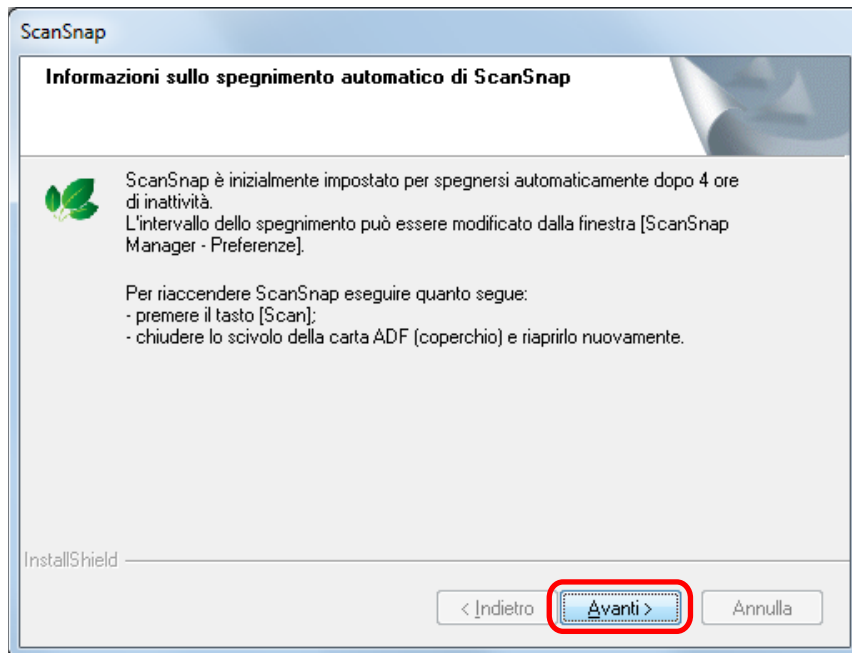 ScanSnap
Informazioni sullo spegnimento automatico di ScanSnap
ScanSnap è inizialmente impostato per spegnersi automaticamente dopo 4 ore
di inattività.
L'intervallo dello spegnimento può essere modificato dalla finestra [ScanSnap
Manager - Preferenze].
Per riaccendere ScanSnap eseguire quanto segue:
- premere il tasto [Scan];
- chiudere lo scivolo della carta ADF (coperchio) e riaprirlo nuovamente.
InstallShield
< Indietro Avanti > Annulla